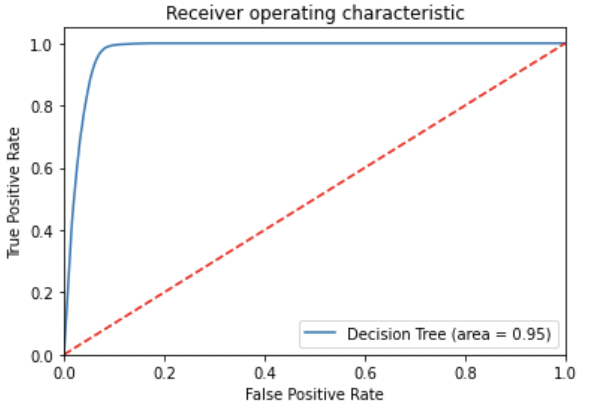 Receiver operating characteristic
1.0
0.8
0.6
0.4
0.2
0.0
True Positive Rate
Decision Tree (area = 0.95)
0.0 0.2 0.4 0.6 0.8 1.0
False Positive Rate